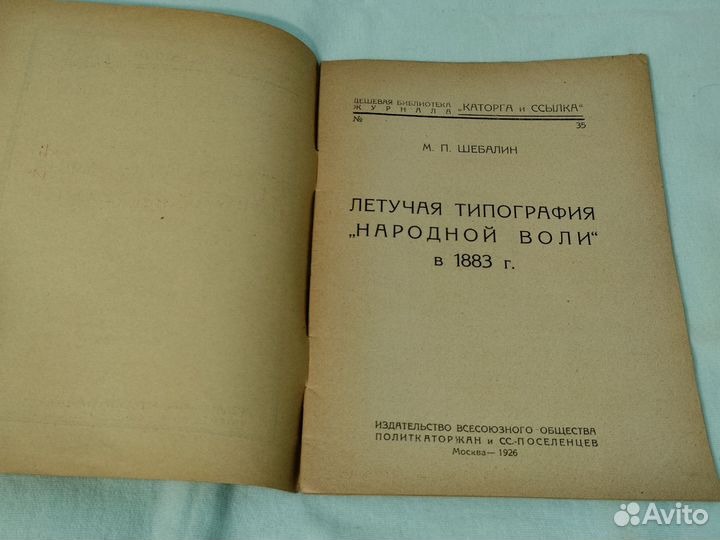 ДЕШЕВАЯ БИБЛИОТЕКА
ЖУРНАЛА „КАТОРГА и ССЫЛКА“
№ 35
М. П. ШЕБАЛИН
ЛЕТУЧАЯ ТИПОГРАФИЯ
„НАРОДНОЙ ВОЛИ“
в 1883 г.
ИЗДАТЕЛЬСТВО ВСЕСОЮЗНОГО ОБЩЕСТВА
ПОЛИТКАТОРЖАН и СС.-ПОСЕЛЕНЦЕВ
Москва—1926
Avito